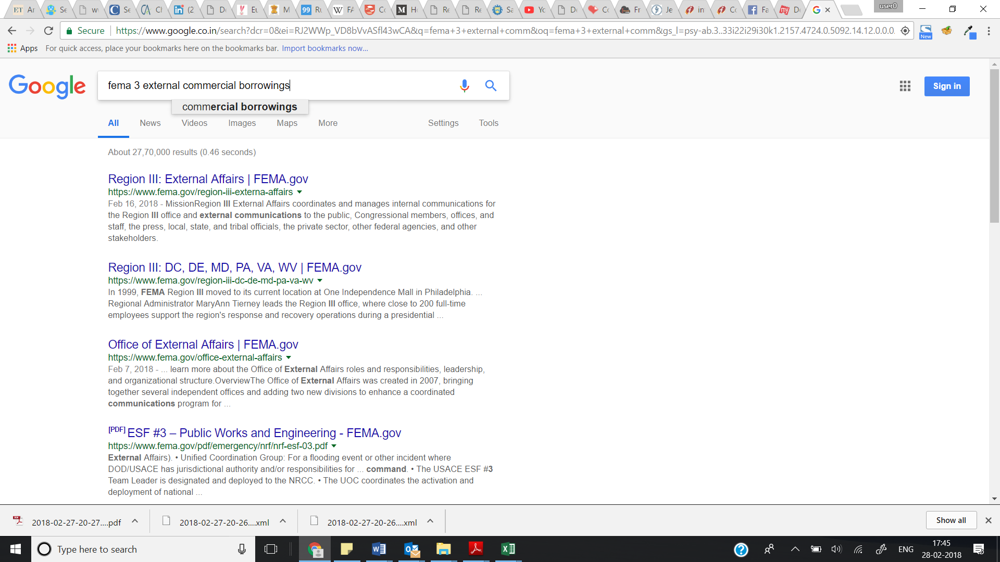 ET Ar
Se
Se
Cl
(2
De
Eu
M
99 Ru
W FA
Co
M Ho
Re
Re
Sa
Yo
De
Co
Fr
Je
in
Co
Fa
my De
user0
Secure https://www.google.co.in/search?dcr=0&ei=RJ2WWp_VD8bVvASfl43wCA&q=fema+3+external+comm&oq=fema+3+external+comm&gs_l=psy-ab.3..33i22i29i30k1.2157.4724.0.5092.14.12.0.0.0.
New
Apps For quick access, place your bookmarks here on the bookmarks bar. Import bookmarks now...
Google
fema 3 external commercial borrowings
Sign in
commercial borrowings
All News Videos Images Maps More Settings Tools
About 27,70,000 results (0.46 seconds)
Region III: External Affairs | FEMA.gov
https://www.fema.gov/region-iii-externa-affairs
Feb 16, 2018 - MissionRegion III External Affairs coordinates and manages internal communications for
the Region III office and external communications to the public, Congressional members, offices, and
staff, the press, local, state, and tribal officials, the private sector, other federal agencies, and other
stakeholders.
Region III: DC, DE, MD, PA, VA, WV | FEMA.gov
https://www.fema.gov/region-iii-dc-de-md-pa-va-wv
In 1999, FEMA Region III moved to its current location at One Independence Mall in Philadelphia. ...
Regional Administrator MaryAnn Tierney leads the Region III office, where close to 200 full-time
employees support the region's response and recovery operations during a presidential ...
Office of External Affairs | FEMA.gov
https://www.fema.gov/office-external-affairs
Feb 7, 2018 - ... learn more about the Office of External Affairs roles and responsibilities, leadership,
and organizational structure.OverviewThe Office of External Affairs was created in 2007, bringing
together several independent offices and adding two new divisions to enhance a coordinated
communications program for ...
[PDF] ESF #3 – Public Works and Engineering - FEMA.gov
https://www.fema.gov/pdf/emergency/nrf/nrf-esf-03.pdf
External Affairs). • Unified Coordination Group: For a flooding event or other incident where
DOD/USACE has jurisdictional authority and/or responsibilities for ... command. • The USACE ESF #3
Team Leader is designated and deployed to the NRCC. • The UOC coordinates the activation and
deployment of national ...
2018-02-27-20-27....pdf
2018-02-27-20-26....xml
2018-02-27-20-26....xml
Show all
Type here to search
ENG
17:45
28-02-2018